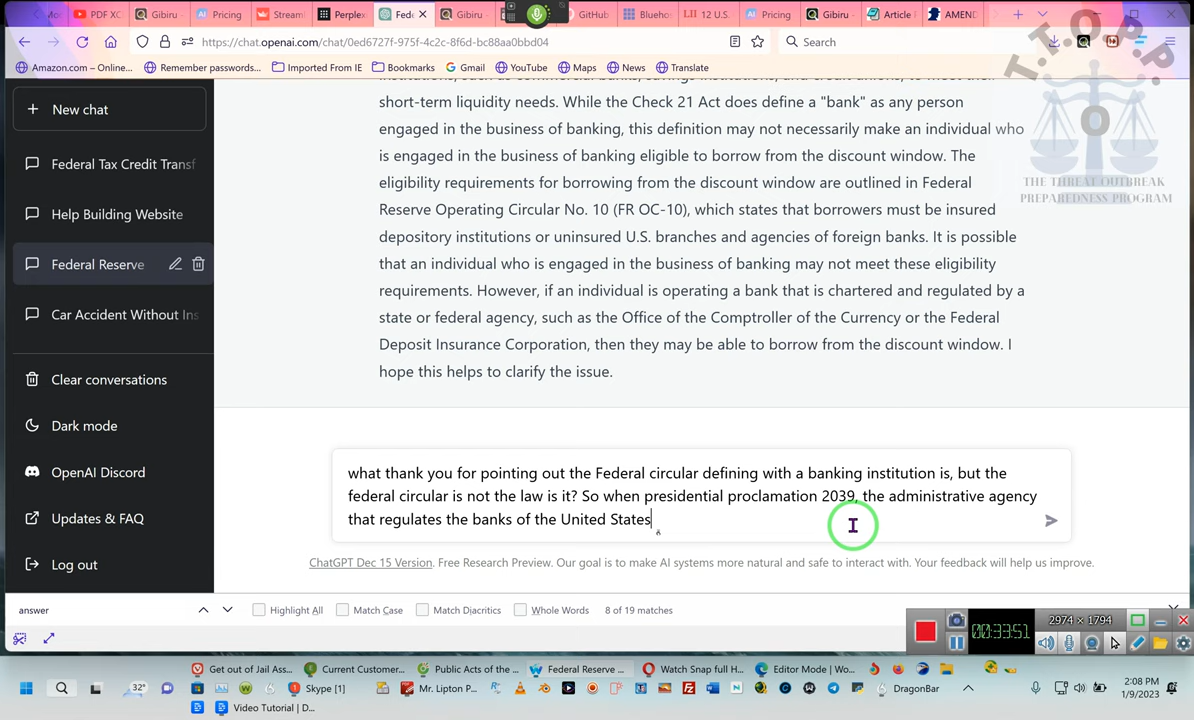 PDF XC
Gibiru -
Pricing
Streami
Perplex
Fede
Gibiru -
GitHub
Blueho
LII 12 U.S.
Pricing
Gibiru -
Article
AMEND
https://chat.openai.com/chat/0ed6727f-975f-4c2c-8f6d-bc88aa0bbd04
Search
Amazon.com – Online...
Remember passwords...
Imported From IE
Bookmarks
Gmail
YouTube
Maps
News
Translate
T.T.O.P.P.
THE THREAT OUTBREAK
PREPAREDNESS PROGRAM
New chat
Federal Tax Credit Transf
Help Building Website
Federal Reserve
Car Accident Without Ins
Clear conversations
Dark mode
OpenAI Discord
Updates & FAQ
Log out
short-term liquidity needs. While the Check 21 Act does define a "bank" as any person
engaged in the business of banking, this definition may not necessarily make an individual who
is engaged in the business of banking eligible to borrow from the discount window. The
eligibility requirements for borrowing from the discount window are outlined in Federal
Reserve Operating Circular No. 10 (FR OC-10), which states that borrowers must be insured
depository institutions or uninsured U.S. branches and agencies of foreign banks. It is possible
that an individual who is engaged in the business of banking may not meet these eligibility
requirements. However, if an individual is operating a bank that is chartered and regulated by a
state or federal agency, such as the Office of the Comptroller of the Currency or the Federal
Deposit Insurance Corporation, then they may be able to borrow from the discount window. I
hope this helps to clarify the issue.
what thank you for pointing out the Federal circular defining with a banking institution is, but the
federal circular is not the law is it? So when presidential proclamation 2039, the administrative agency
that regulates the banks of the United States
ChatGPT Dec 15 Version. Free Research Preview. Our goal is to make AI systems more natural and safe to interact with. Your feedback will help us improve.
answer
Highlight All
Match Case
Match Diacritics
Whole Words
8 of 19 matches
00:33:51
2974 × 1794
Get out of Jail Ass...
Current Customer...
Public Acts of the ...
Federal Reserve ...
Watch Snap full H...
Editor Mode | Wo...
32°
Skype [1]
Mr. Lipton P...
DragonBar
2:08 PM
1/9/2023
Video Tutorial | D...